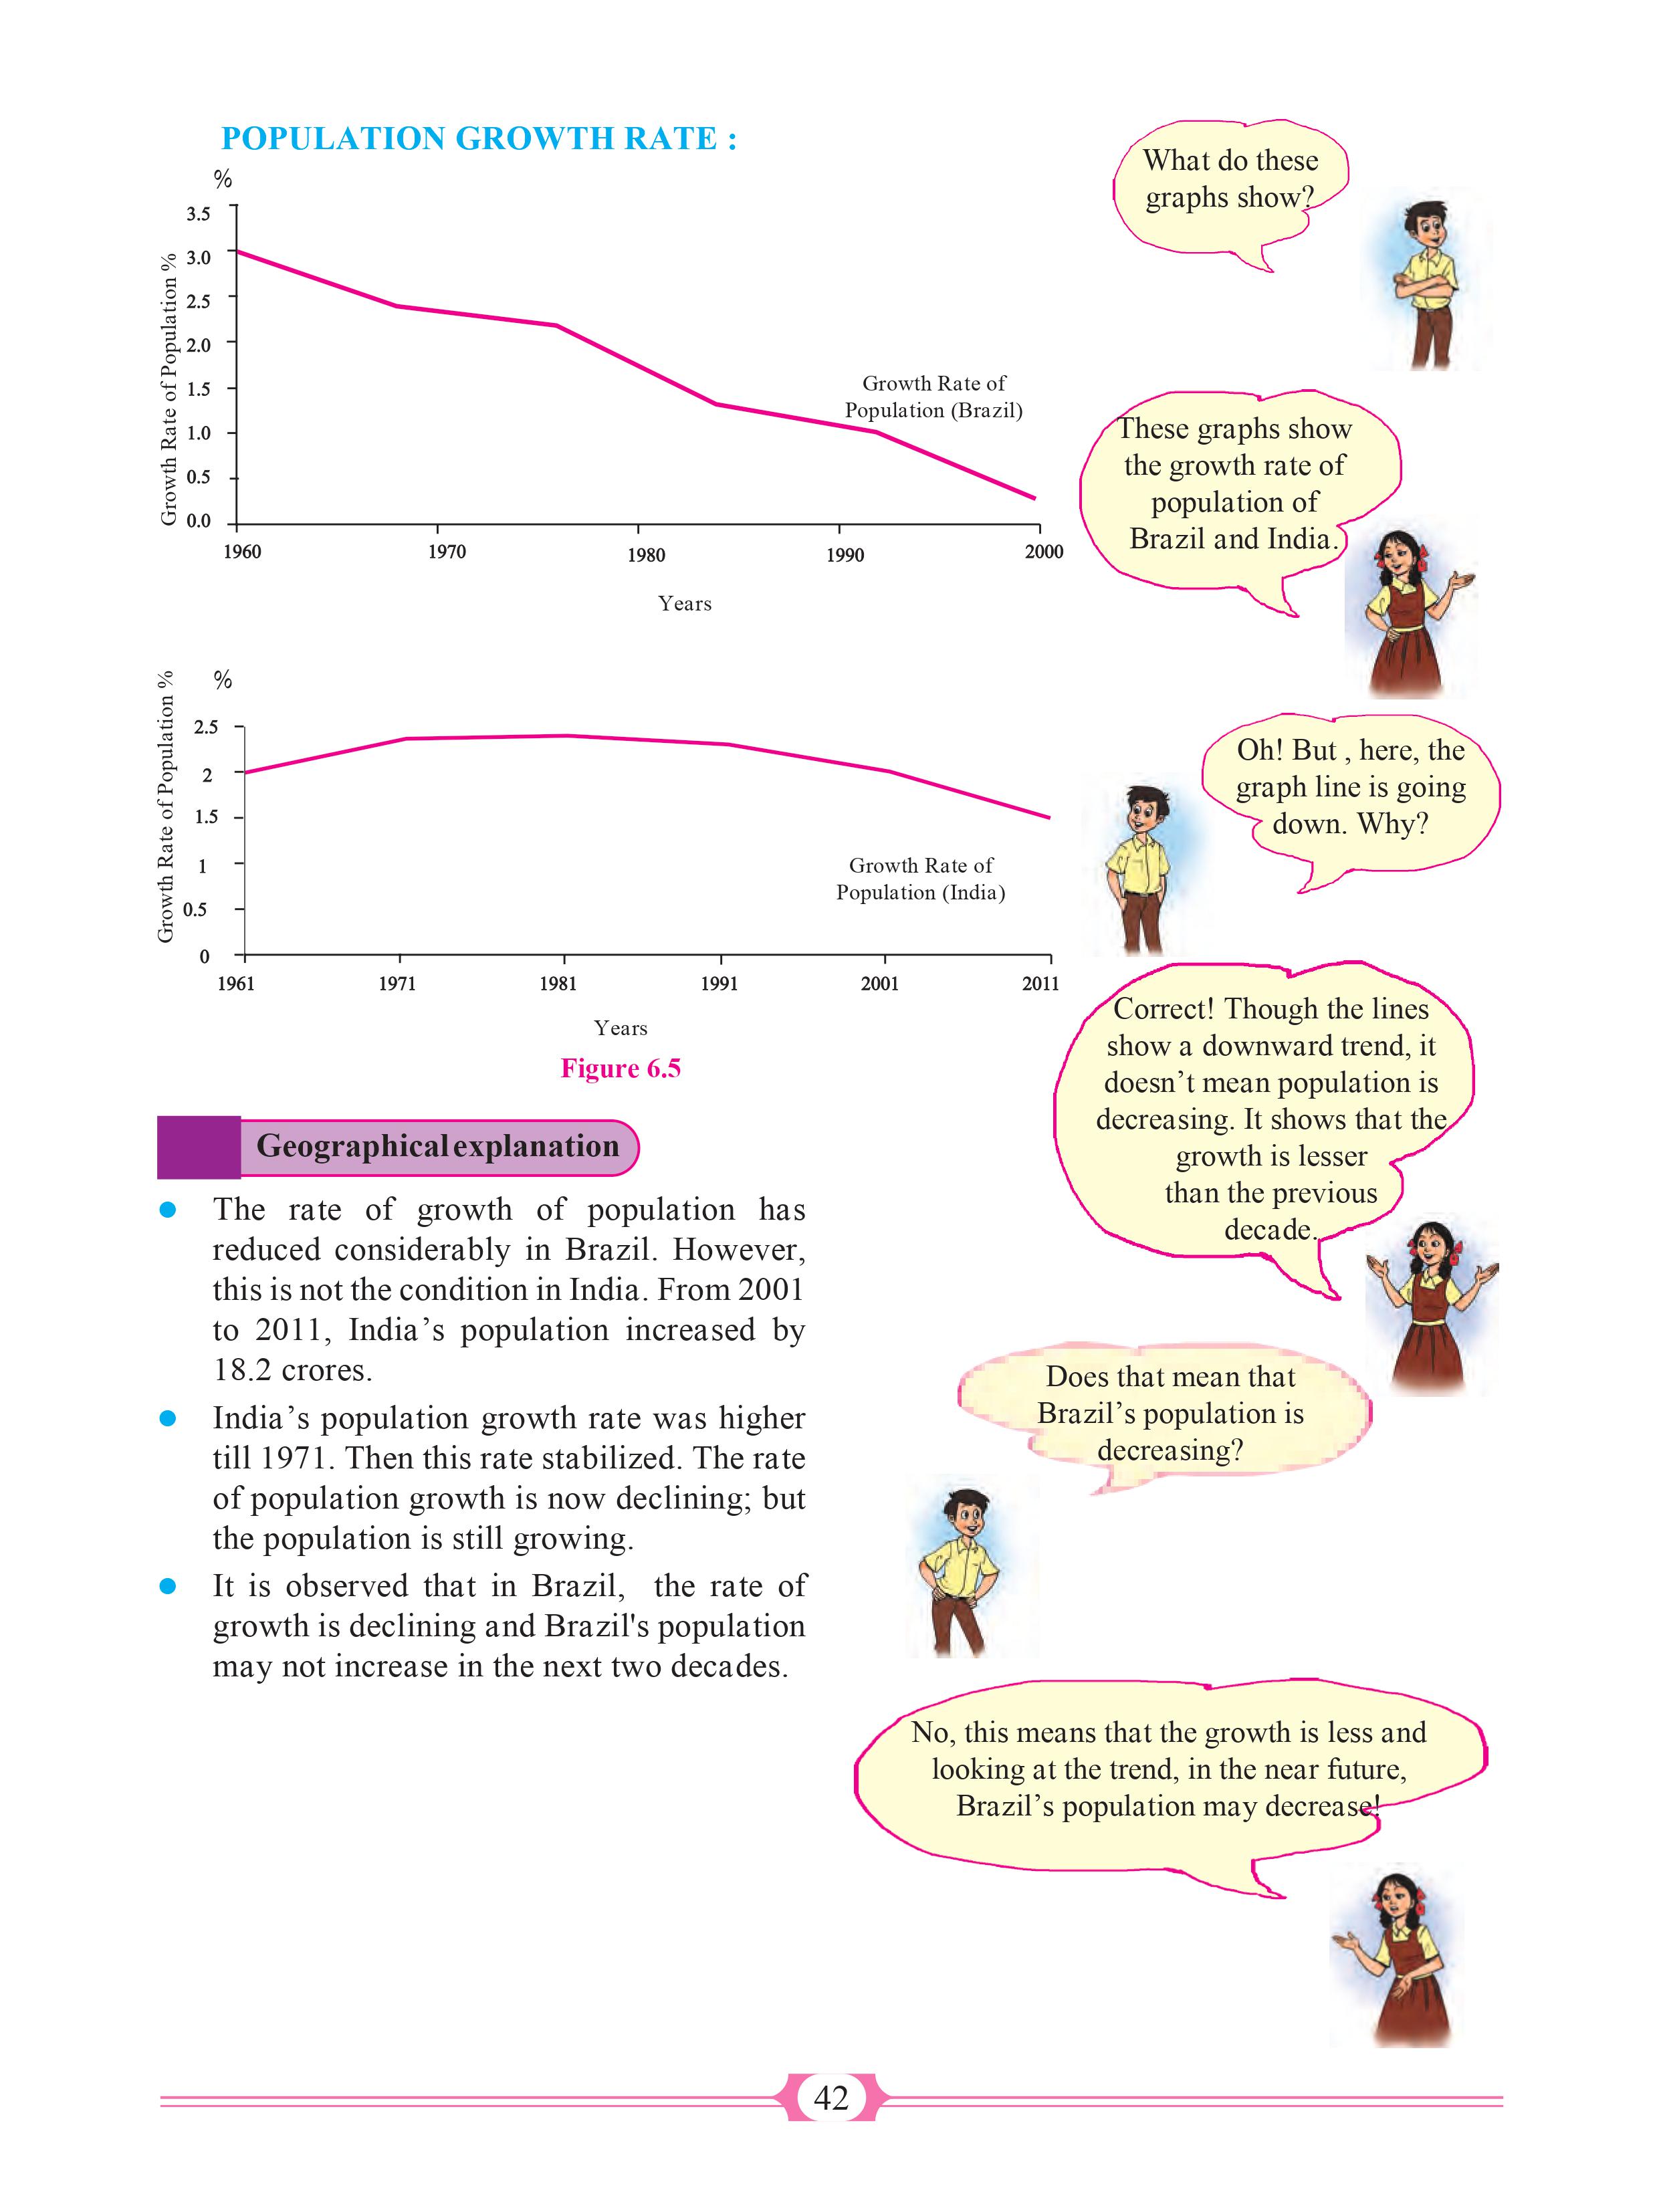 POPULATION GROWTH RATE :
%
Growth Rate of Population %
3.5
3.0
2.5
2.0
1.5
1.0
0.5
0.0
Growth Rate of
Population (Brazil)
1960 1970 1980 1990 2000
Years
What do these
graphs show?
These graphs show
the growth rate of
population of
Brazil and India.
%
Growth Rate of Population %
2.5
2
1.5
1
0.5
0
Growth Rate of
Population (India)
1961 1971 1981 1991 2001 2011
Years
Figure 6.5
Oh! But , here, the
graph line is going
down. Why?
Correct! Though the lines
show a downward trend, it
doesn’t mean population is
decreasing. It shows that the
growth is lesser
than the previous
decade.
Geographical explanation
The rate of growth of population has
reduced considerably in Brazil. However,
this is not the condition in India. From 2001
to 2011, India’s population increased by
18.2 crores.
India’s population growth rate was higher
till 1971. Then this rate stabilized. The rate
of population growth is now declining; but
the population is still growing.
It is observed that in Brazil, the rate of
growth is declining and Brazil's population
may not increase in the next two decades.
Does that mean that
Brazil’s population is
decreasing?
No, this means that the growth is less and
looking at the trend, in the near future,
Brazil’s population may decrease!
42